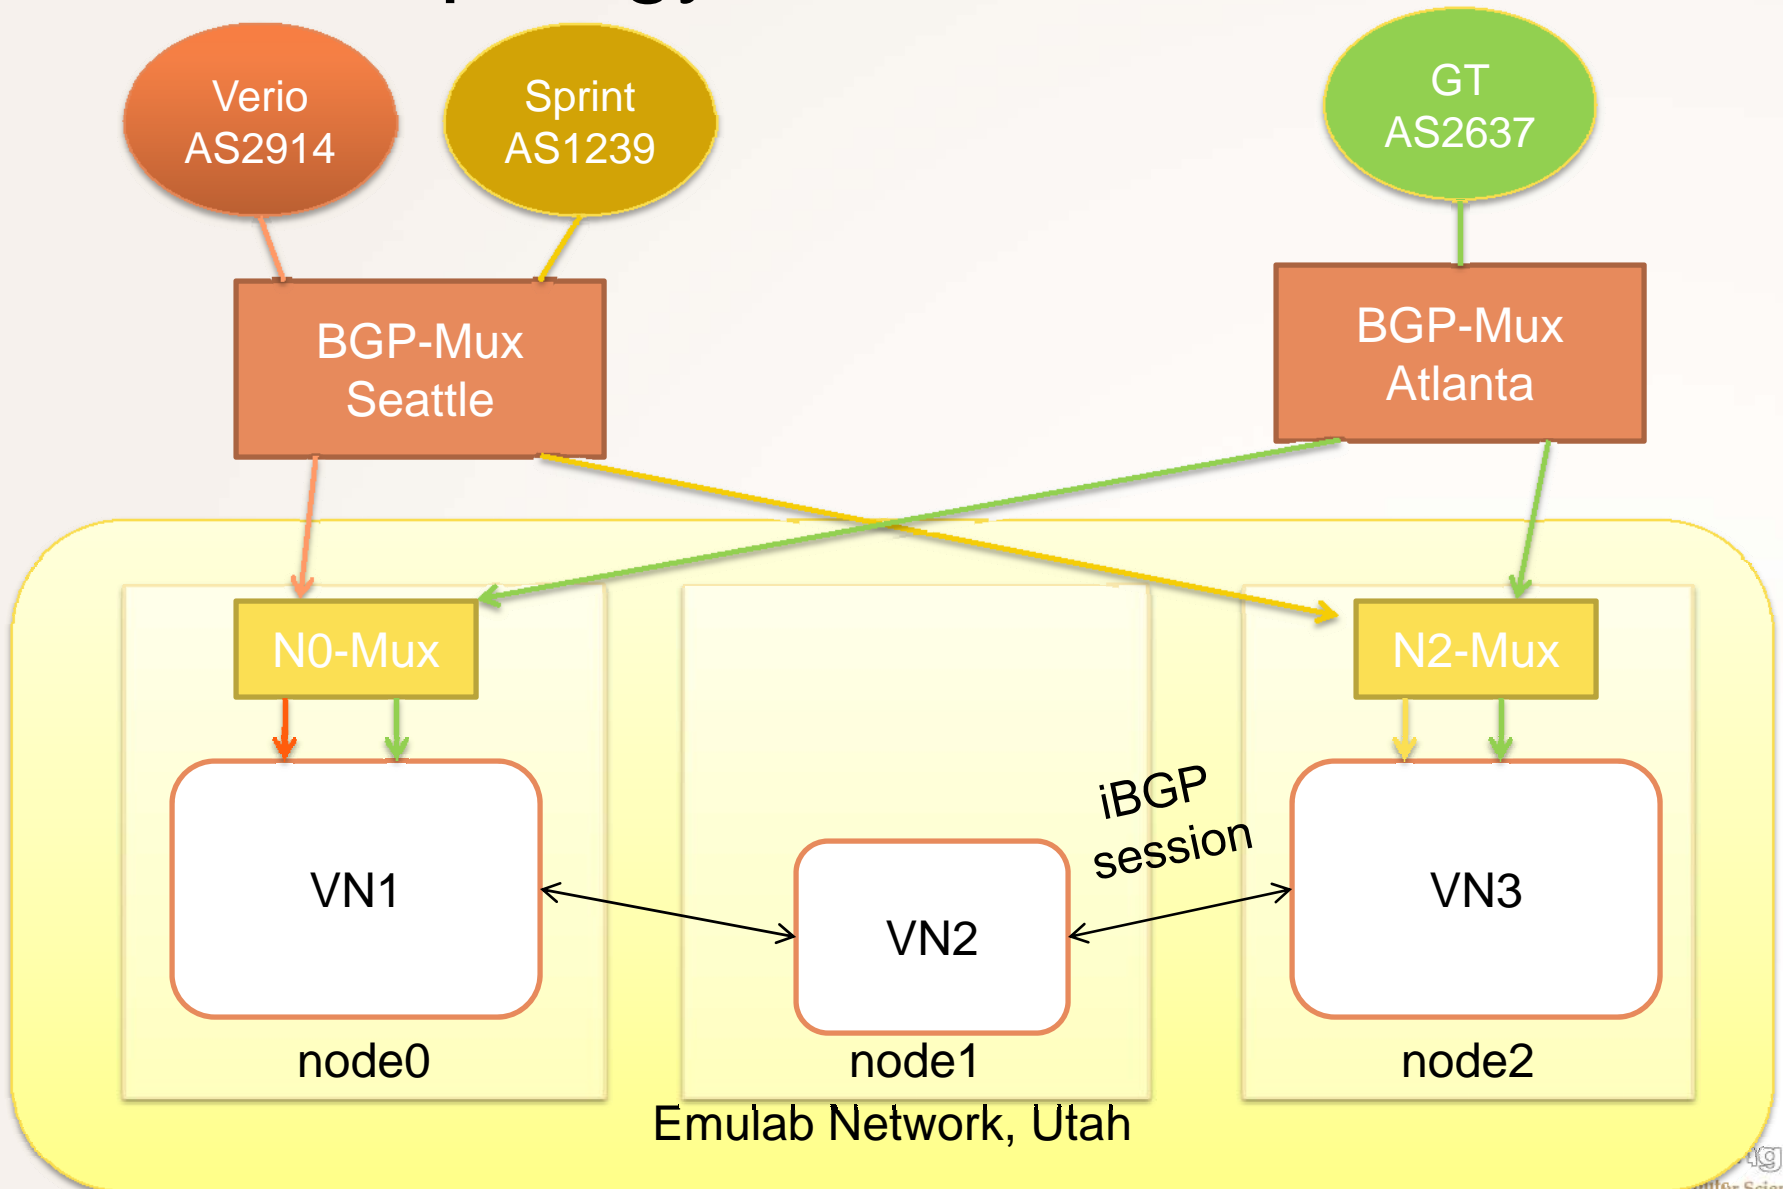 Verio
AS2914
Sprint
AS1239
GT
AS2637
BGP-Mux
Seattle
BGP-Mux
Atlanta
N0-Mux
N2-Mux
iBGP
session
VN1
VN2
VN3
node0
node1
node2
Emulab Network, Utah